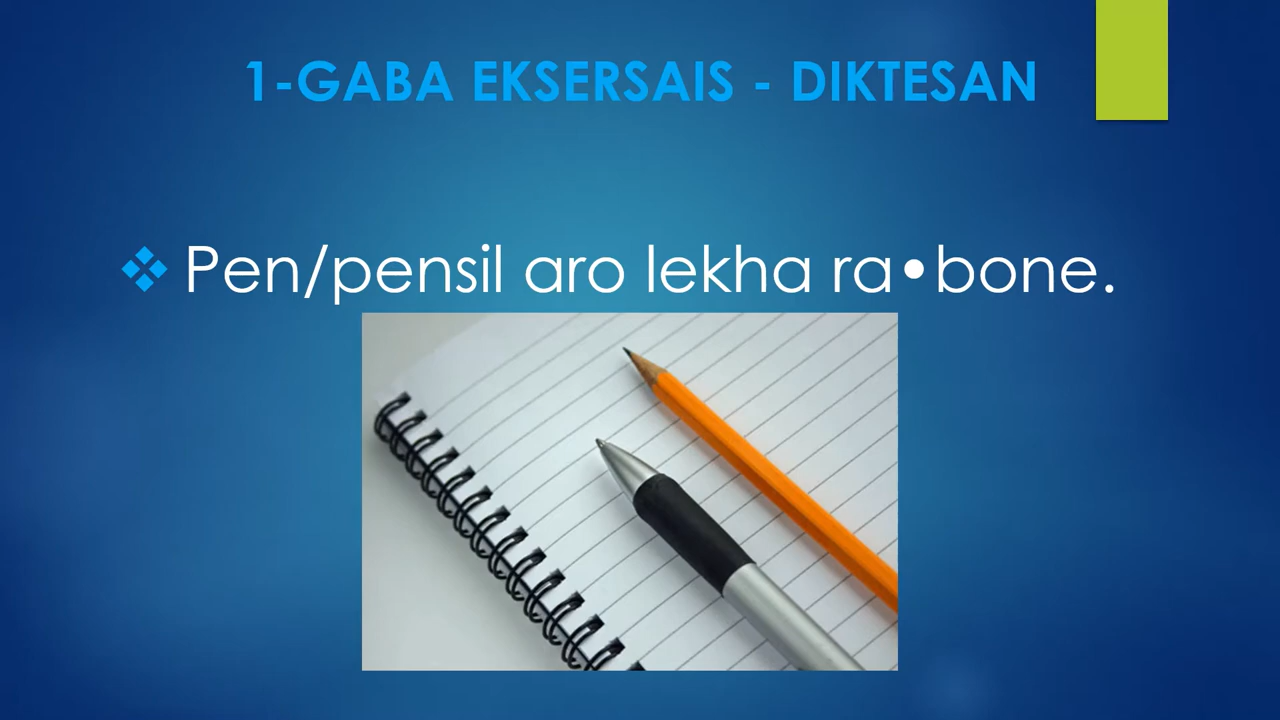 1-GABA EKSERSAIS - DIKTESAN
Pen/pensil aro lekha ra•bone.